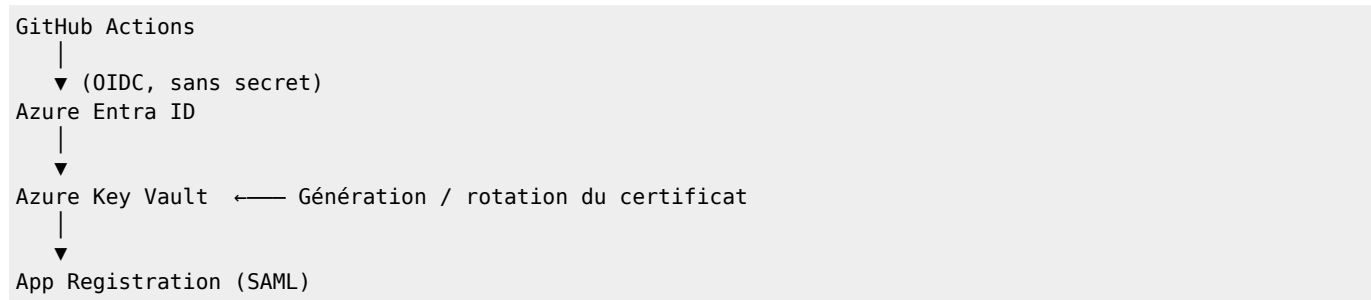 GitHub Actions
   │
   ▼ (OIDC, sans secret)
Azure Entra ID
   │
   ▼
Azure Key Vault  ←─── Génération / rotation du certificat
   │
   ▼
App Registration (SAML)